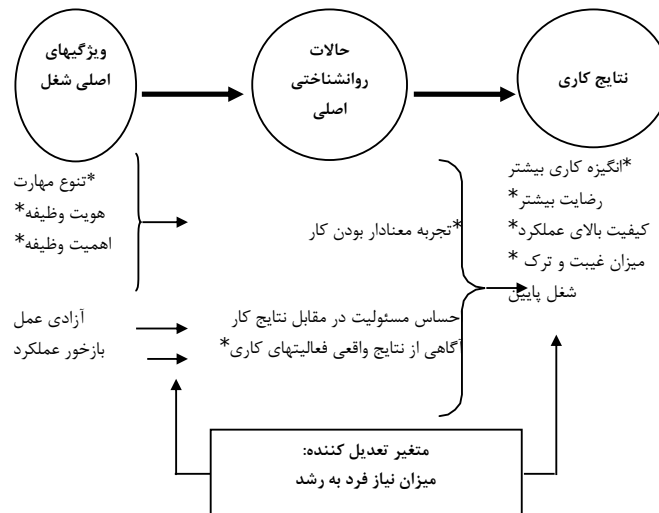 ویژگیهای
اصلی شغل
حالات
روانشناختی
اصلی
نتایج کاری
*تنوع مهارت
هویت وظیفه*
اهمیت وظیفه*
آزادی عمل
بازخور عملکرد
*تجربه معنادار بودن کار
حساس مسئولیت در مقابل نتایج کار
آگاهی از نتایج واقعی فعالیتهای کاری*
*انگیزه کاری بیشتر
رضایت بیشتر*
کیفیت بالای عملکرد*
میزان غیبت و ترک *
شغل پایین
متغیر تعدیل کننده:
میزان نیاز فرد به رشد